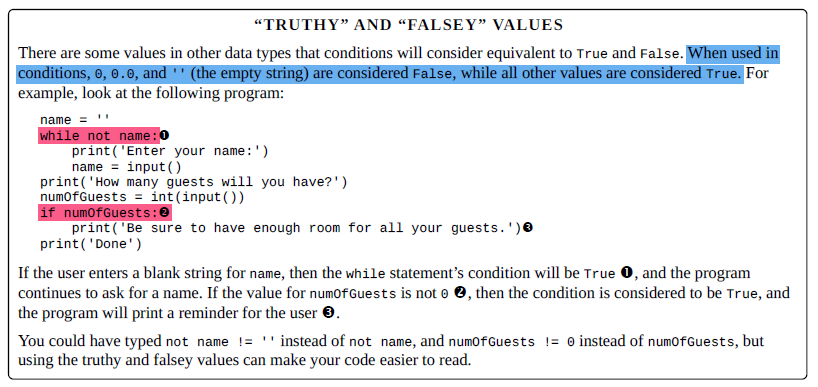 “TRUTHY” AND “FALSEY” VALUES
There are some values in other data types that conditions will consider equivalent to True and False. When used in
conditions, 0, 0.0, and '' (the empty string) are considered False, while all other values are considered True. For
example, look at the following program:
name = ''
while not name:❶
    print('Enter your name:')
    name = input()
print('How many guests will you have?')
numOfGuests = int(input())
if numOfGuests:❷
    print('Be sure to have enough room for all your guests.')❸
print('Done')
If the user enters a blank string for name, then the while statement’s condition will be True ❶, and the program
continues to ask for a name. If the value for numOfGuests is not 0 ❷, then the condition is considered to be True, and
the program will print a reminder for the user ❸.
You could have typed not name != '' instead of not name, and numOfGuests != 0 instead of numOfGuests, but
using the truthy and falsey values can make your code easier to read.